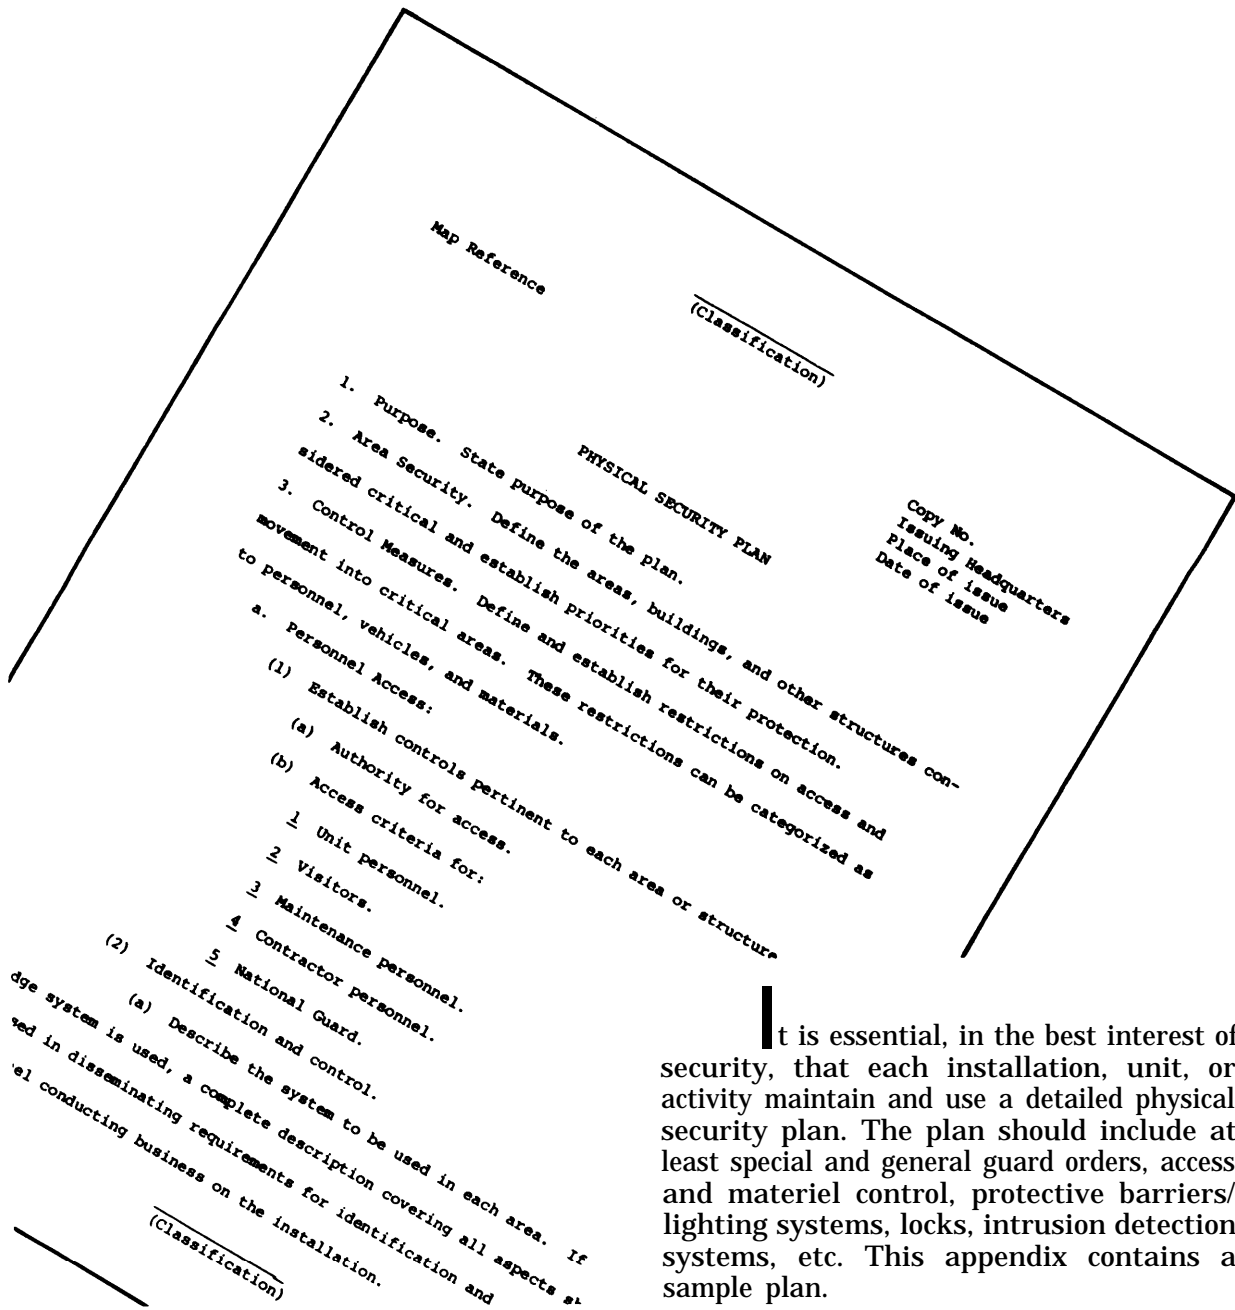 Map Reference
(Classification)
Copy No.
Issuing Headquarters
Place of issue
Date of issue
PHYSICAL SECURITY PLAN
1. Purpose. State purpose of the plan.
2. Area Security. Define the areas, buildings, and other structures con-
sidered critical and establish priorities for their protection.
3. Control Measures. Define and establish restrictions on access and
movement into critical areas. These restrictions can be categorized as
to personnel, vehicles, and materials.
a. Personnel Access:
(1) Establish controls pertinent to each area or structure
(a) Authority for access.
(b) Access criteria for:
1 Unit personnel.
2 Visitors.
3 Maintenance personnel.
4 Contractor personnel.
5 National Guard.
(2) Identification and control.
(a) Describe the system to be used in each area. If
system is used, a complete description covering all aspects
in disseminating requirements for identification and
conducting business on the installation.
(Classification)
It is essential, in the best interest of
security, that each installation, unit, or
activity maintain and use a detailed physical
security plan. The plan should include at
least special and general guard orders, access
and materiel control, protective barriers/
lighting systems, locks, intrusion detection
systems, etc. This appendix contains a
sample plan.